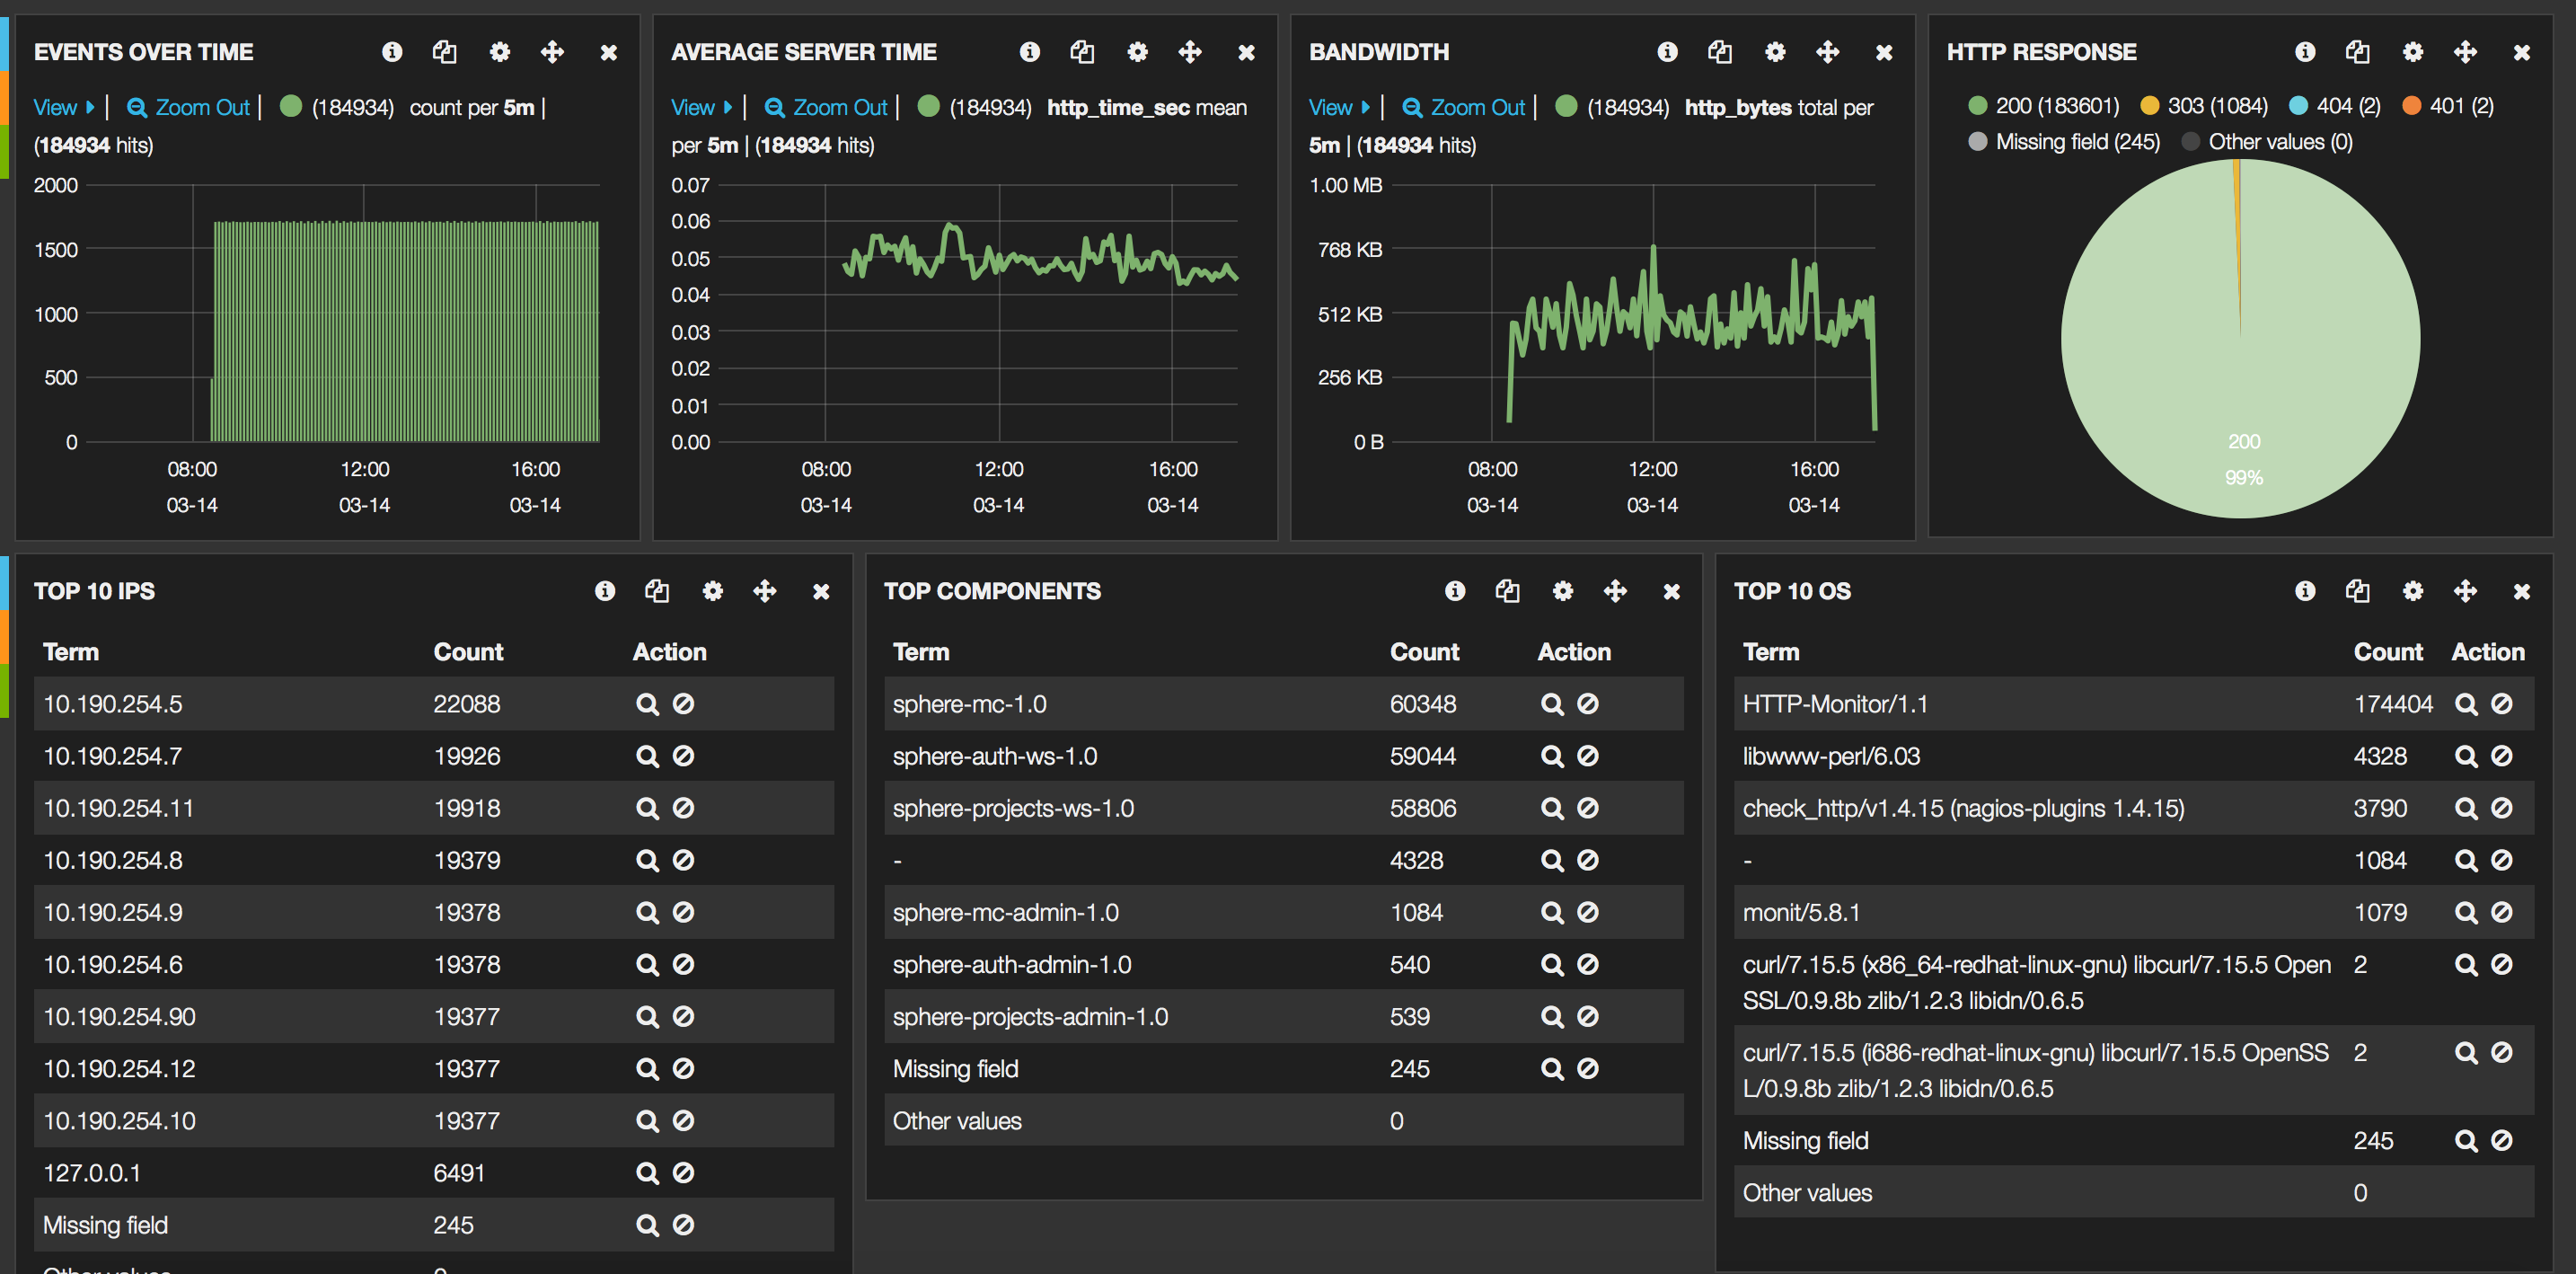 EVENTS OVER TIME
View | Zoom Out | (184934) count per 5m |
(184934 hits)
2000
1500
1000
500
0
08:00 12:00 16:00
03-14 03-14 03-14
AVERAGE SERVER TIME
View | Zoom Out | (184934) http_time_sec mean
per 5m | (184934 hits)
0.07
0.06
0.05
0.04
0.03
0.02
0.01
0.00
08:00 12:00 16:00
03-14 03-14 03-14
BANDWIDTH
View | Zoom Out | (184934) http_bytes total per
5m | (184934 hits)
1.00 MB
768 KB
512 KB
256 KB
0 B
08:00 12:00 16:00
03-14 03-14 03-14
HTTP RESPONSE
200 (183601) 303 (1084) 404 (2) 401 (2)
Missing field (245) Other values (0)
200
99%
TOP 10 IPS
Term Count Action
10.190.254.5 22088
10.190.254.7 19926
10.190.254.11 19918
10.190.254.8 19379
10.190.254.9 19378
10.190.254.6 19378
10.190.254.90 19377
10.190.254.12 19377
10.190.254.10 19377
127.0.0.1 6491
Missing field 245
Other values 0
TOP COMPONENTS
Term Count Action
sphere-mc-1.0 60348
sphere-auth-ws-1.0 59044
sphere-projects-ws-1.0 58806
- 4328
sphere-mc-admin-1.0 1084
sphere-auth-admin-1.0 540
sphere-projects-admin-1.0 539
Missing field 245
Other values 0
TOP 10 OS
Term Count Action
HTTP-Monitor/1.1 174404
libwww-perl/6.03 4328
check_http/v1.4.15 (nagios-plugins 1.4.15) 3790
- 1084
monit/5.8.1 1079
curl/7.15.5 (x86_64-redhat-linux-gnu) libcurl/7.15.5 Open 2
SSL/0.9.8b zlib/1.2.3 libidn/0.6.5
curl/7.15.5 (i686-redhat-linux-gnu) libcurl/7.15.5 OpenSS 2
L/0.9.8b zlib/1.2.3 libidn/0.6.5
Missing field 245
Other values 0